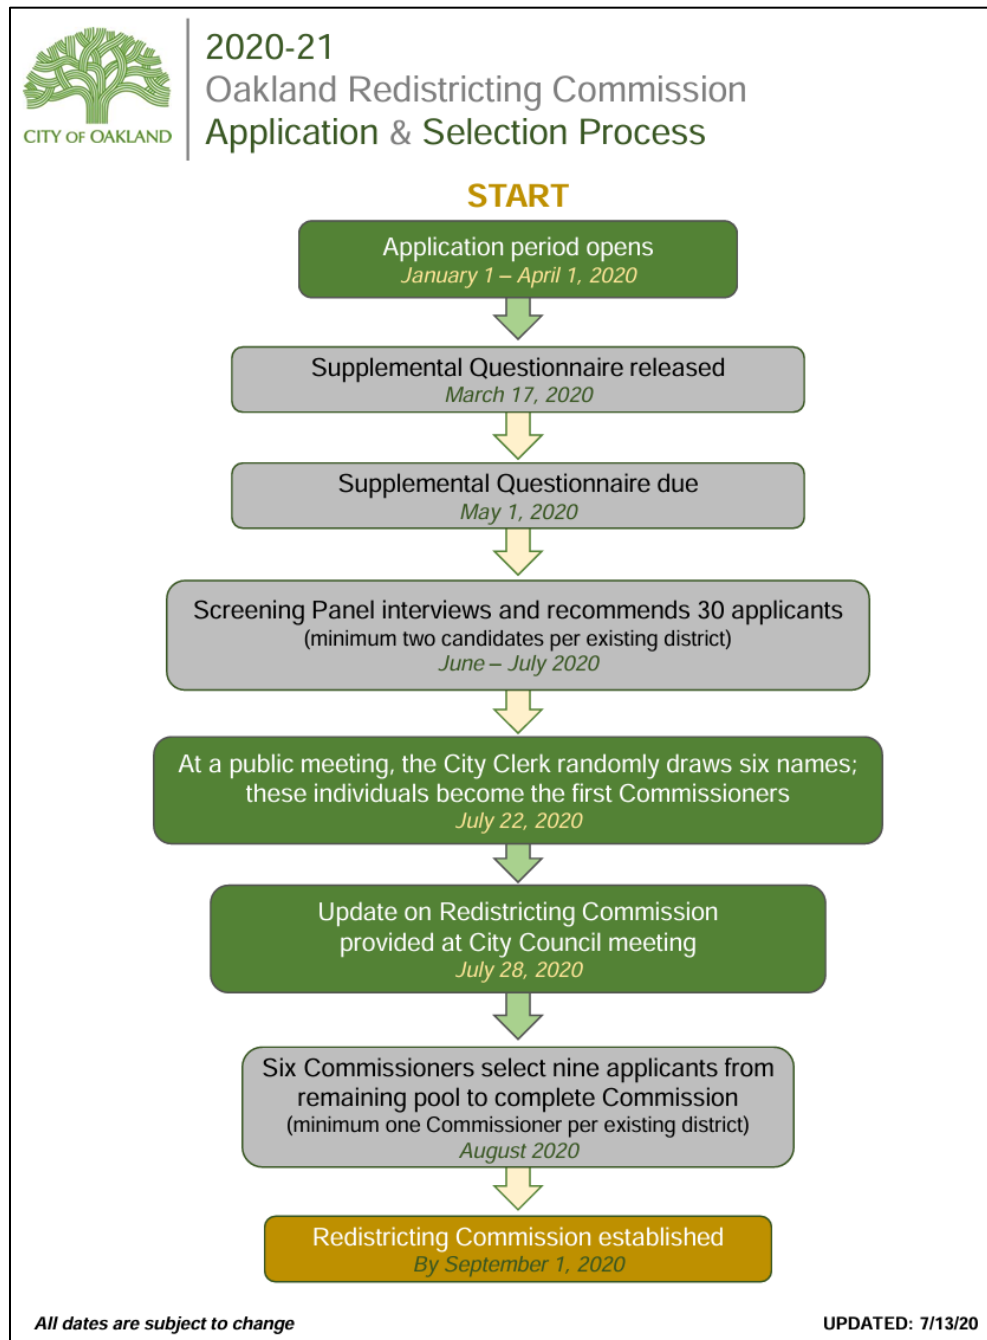 CITY OF OAKLAND
2020-21
Oakland Redistricting Commission
Application & Selection Process
START
Application period opens
January 1 – April 1, 2020
Supplemental Questionnaire released
March 17, 2020
Supplemental Questionnaire due
May 1, 2020
Screening Panel interviews and recommends 30 applicants
(minimum two candidates per existing district)
June – July 2020
At a public meeting, the City Clerk randomly draws six names;
these individuals become the first Commissioners
July 22, 2020
Update on Redistricting Commission
provided at City Council meeting
July 28, 2020
Six Commissioners select nine applicants from
remaining pool to complete Commission
(minimum one Commissioner per existing district)
August 2020
Redistricting Commission established
By September 1, 2020
All dates are subject to change
UPDATED: 7/13/20